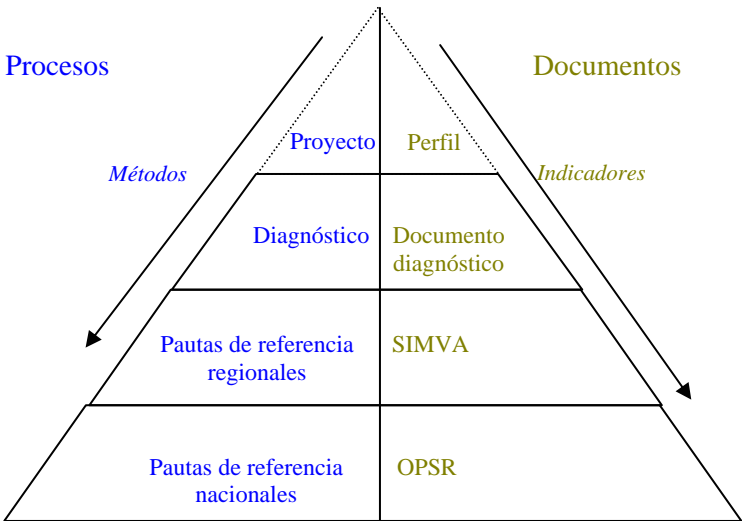 Procesos
Documentos
Proyecto
Perfil
Métodos
Indicadores
Diagnóstico
Documento
diagnóstico
Pautas de referencia
regionales
SIMVA
Pautas de referencia
nacionales
OPSR